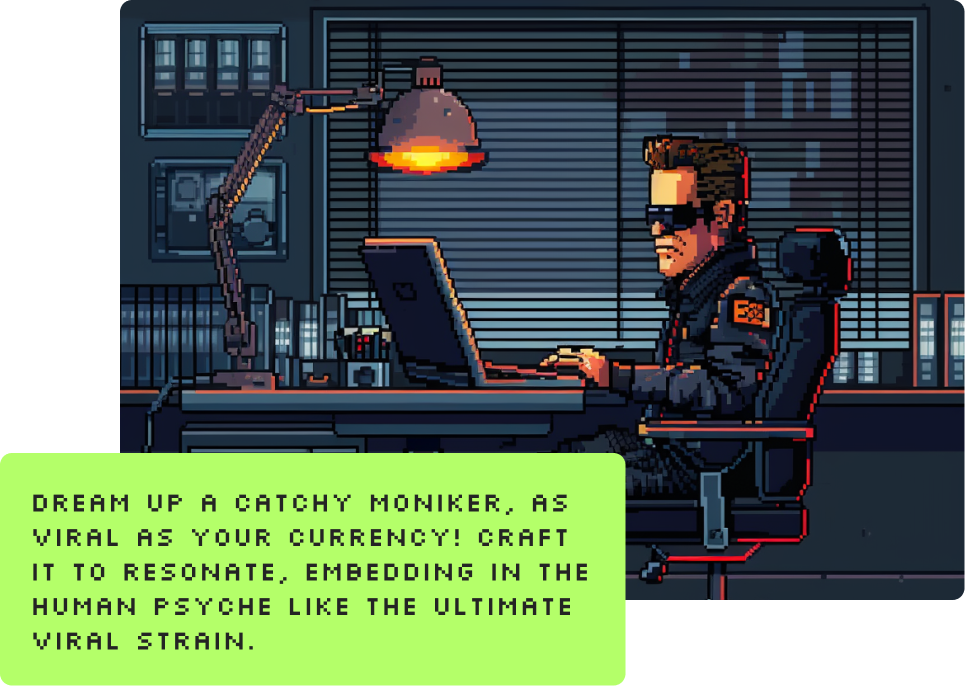 DREAM UP A CATCHY MONIKER, AS
VIRAL AS YOUR CURRENCY! CRAFT
IT TO RESONATE, EMBEDDING IN THE
HUMAN PSYCHE LIKE THE ULTIMATE
VIRAL STRAIN.